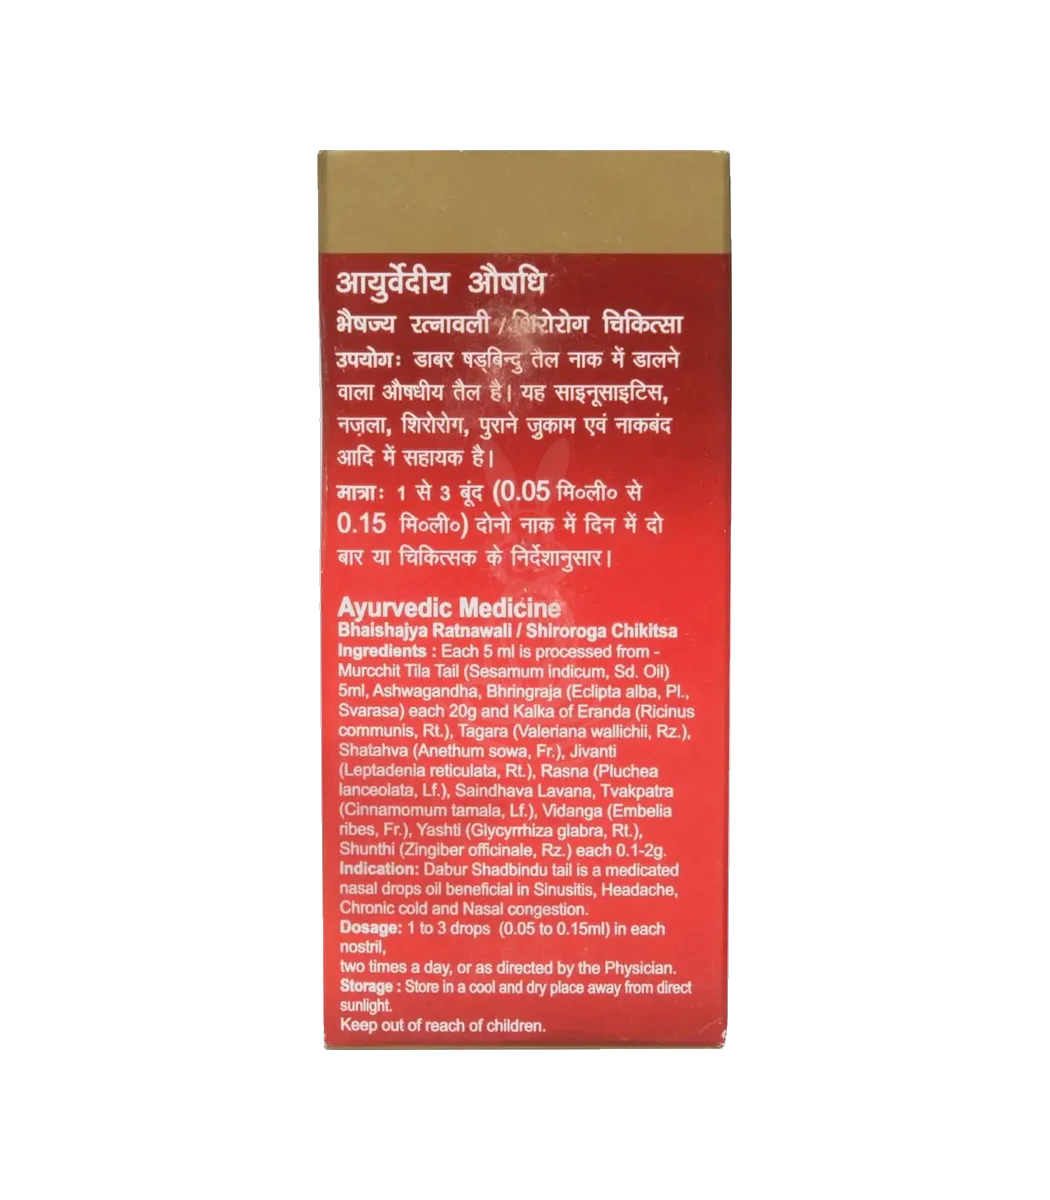 आयुर्वेदीय औषधि
भैषज्य रत्नावली / शिरोरोग चिकित्सा
उपयोग: डाबर षड्बिन्दु तैल नाक में डालने
वाला औषधीय तैल है। यह साइनूसाइटिस,
नज़ला, शिरोरोग, पुराने जुकाम एवं नाकबंद
आदि में सहायक है।
मात्रा: 1 से 3 बूंद (0.05 मि०ली० से
0.15 मि०ली०) दोनो नाक में दिन में दो
बार या चिकित्सक के निर्देशानुसार।
Ayurvedic Medicine
Bhaishajya Ratnawali / Shiroroga Chikitsa
Ingredients : Each 5 ml is processed from -
Murcchit Tila Tail (Sesamum indicum, Sd. Oil)
5ml, Ashwagandha, Bhringraja (Eclipta alba, Pl.,
Svarasa) each 20g and Kalka of Eranda (Ricinus
communis, Rt.), Tagara (Valeriana wallichii, Rz.),
Shatahva (Anethum sowa, Fr.), Jivanti
(Leptadenia reticulata, Rt.), Rasna (Pluchea
lanceolata, Lf.), Saindhava Lavana, Tvakpatra
(Cinnamomum tamala, Lf.), Vidanga (Embelia
ribes, Fr.), Yashti (Glycyrrhiza glabra, Rt.),
Shunthi (Zingiber officinale, Rz.) each 0.1-2g.
Indication: Dabur Shadbindu tail is a medicated
nasal drops oil beneficial in Sinusitis, Headache,
Chronic cold and Nasal congestion.
Dosage: 1 to 3 drops (0.05 to 0.15ml) in each
nostril,
two times a day, or as directed by the Physician.
Storage : Store in a cool and dry place away from direct
sunlight.
Keep out of reach of children.